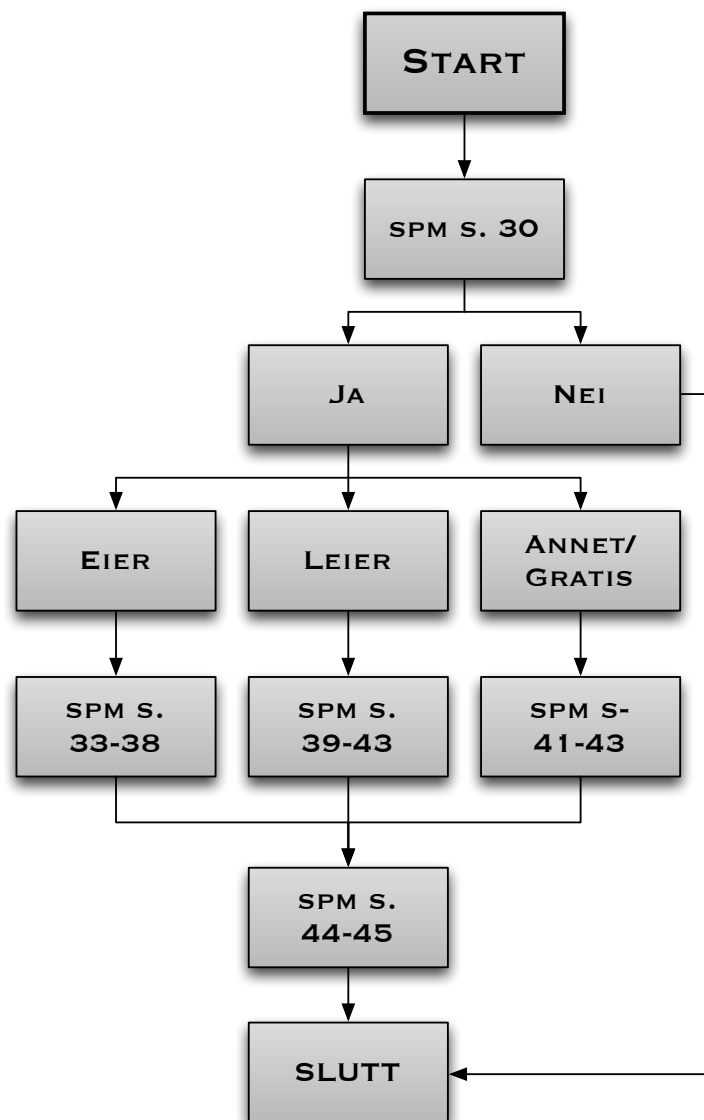 START
SPM S. 30
JA
NEI
EIER
LEIER
ANNET/
GRATIS
SPM S.
33-38
SPM S.
39-43
SPM S-
41-43
SPM S.
44-45
SLUTT